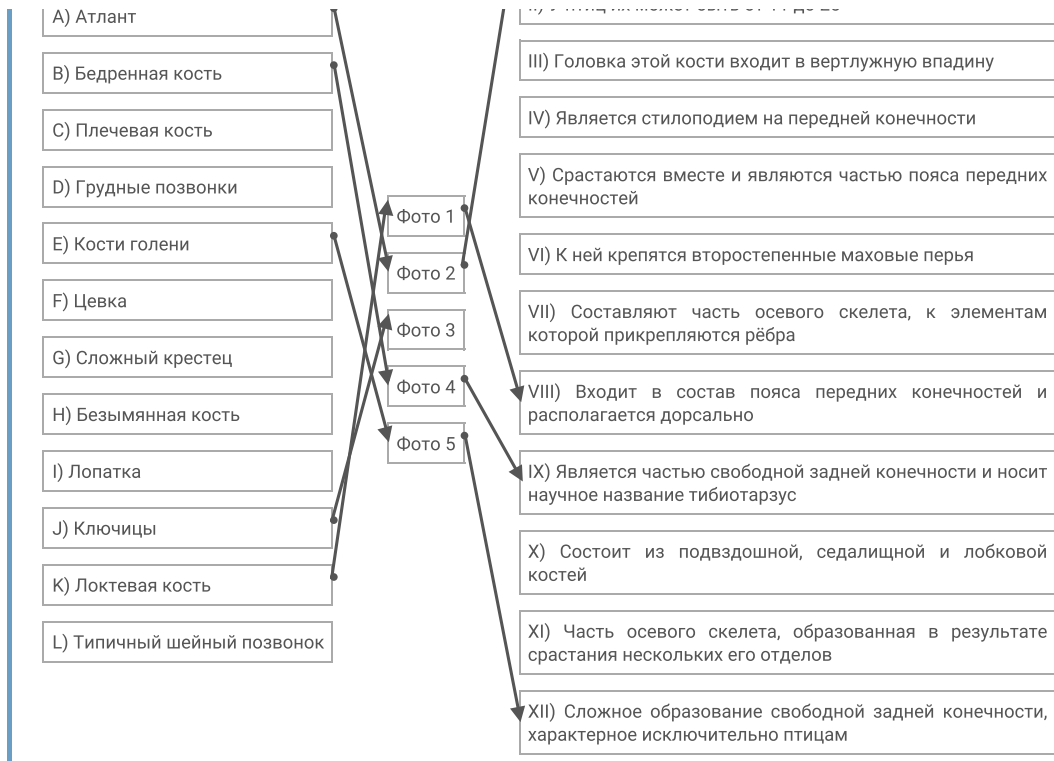 A) Атлант
B) Бедренная кость
C) Плечевая кость
D) Грудные позвонки
E) Кости голени
F) Цевка
G) Сложный крестец
H) Безымянная кость
I) Лопатка
J) Ключицы
K) Локтевая кость
L) Типичный шейный позвонок
Фото 1
Фото 2
Фото 3
Фото 4
Фото 5
III) Головка этой кости входит в вертлужную впадину
IV) Является стилоподием на передней конечности
V) Срастаются вместе и являются частью пояса передних
конечностей
VI) К ней крепятся второстепенные маховые перья
VII) Составляют часть осевого скелета, к элементам
которой прикрепляются рёбра
VIII) Входит в состав пояса передних конечностей и
располагается дорсально
IX) Является частью свободной задней конечности и носит
научное название тибиотарзус
X) Состоит из подвздошной, седалищной и лобковой
костей
XI) Часть осевого скелета, образованная в результате
срастания нескольких его отделов
XII) Сложное образование свободной задней конечности,
характерное исключительно птицам